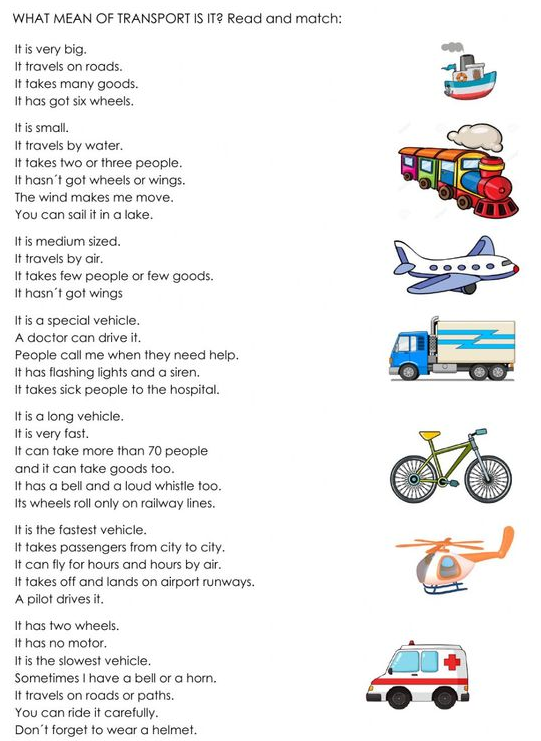 WHAT MEAN OF TRANSPORT IS IT? Read and match:
It is very big.
It travels on roads.
It takes many goods.
It has got six wheels.
It is small.
It travels by water.
It takes two or three people.
It hasn´t got wheels or wings.
The wind makes me move.
You can sail it in a lake.
It is medium sized.
It travels by air.
It takes few people or few goods.
It hasn´t got wings
It is a special vehicle.
A doctor can drive it.
People call me when they need help.
It has flashing lights and a siren.
It takes sick people to the hospital.
It is a long vehicle.
It is very fast.
It can take more than 70 people
and it can take goods too.
It has a bell and a loud whistle too.
Its wheels roll only on railway lines.
It is the fastest vehicle.
It takes passengers from city to city.
It can fly for hours and hours by air.
It takes off and lands on airport runways.
A pilot drives it.
It has two wheels.
It has no motor.
It is the slowest vehicle.
Sometimes I have a bell or a horn.
It travels on roads or paths.
You can ride it carefully.
Don´t forget to wear a helmet.